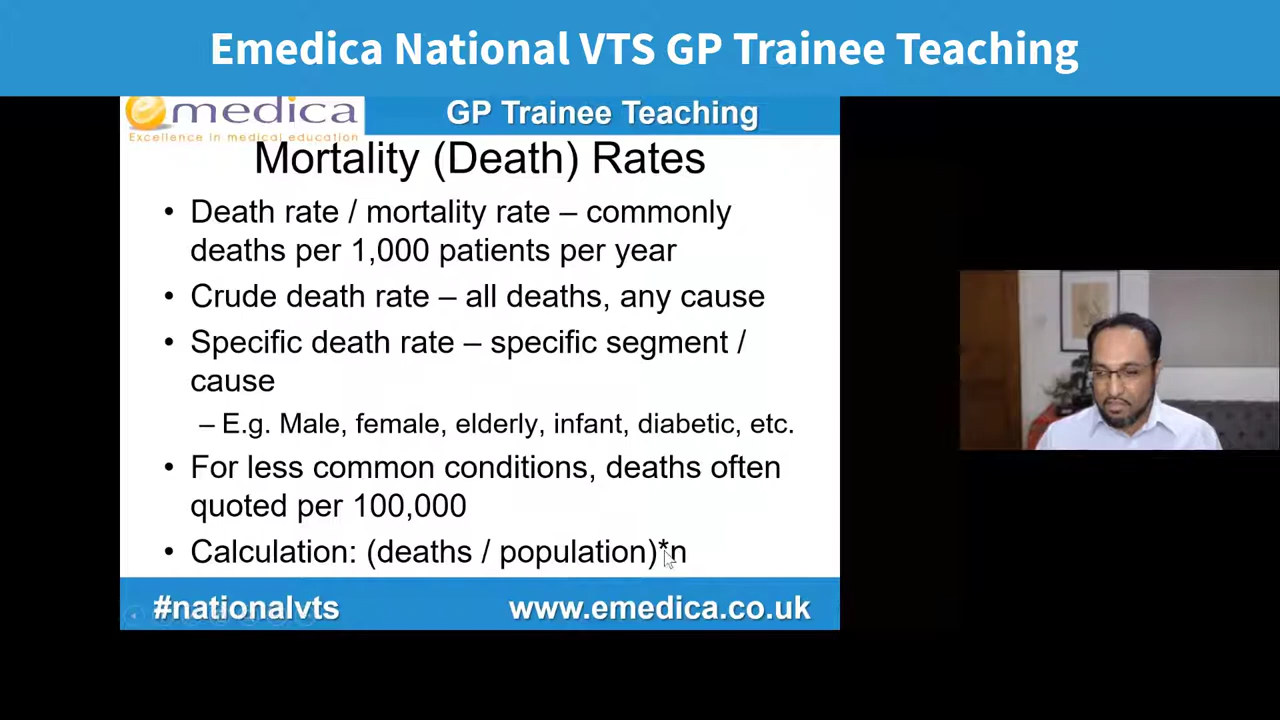 Emedica National VTS GP Trainee Teaching
emedica
Excellence in medical education
GP Trainee Teaching
Mortality (Death) Rates
• Death rate / mortality rate – commonly
deaths per 1,000 patients per year
• Crude death rate – all deaths, any cause
• Specific death rate – specific segment /
cause
– E.g. Male, female, elderly, infant, diabetic, etc.
• For less common conditions, deaths often
quoted per 100,000
• Calculation: (deaths / population)*n
#nationalvts
www.emedica.co.uk